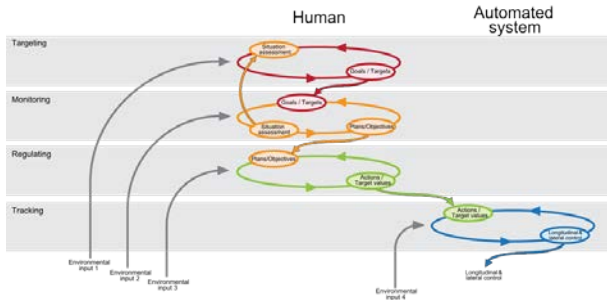 Human
Automated
system
Targeting
Situation
assessment
Goals / Targets
Monitoring
Goals / Targets
Situation
assessment
Plans/Objectives
Regulating
Plans/Objectives
Actions /
Target values
Tracking
Actions /
Target values
Longitudinal &
lateral control
Environmental
input 1
Environmental
input 2
Environmental
input 3
Environmental
input 4
Longitudinal &
lateral control